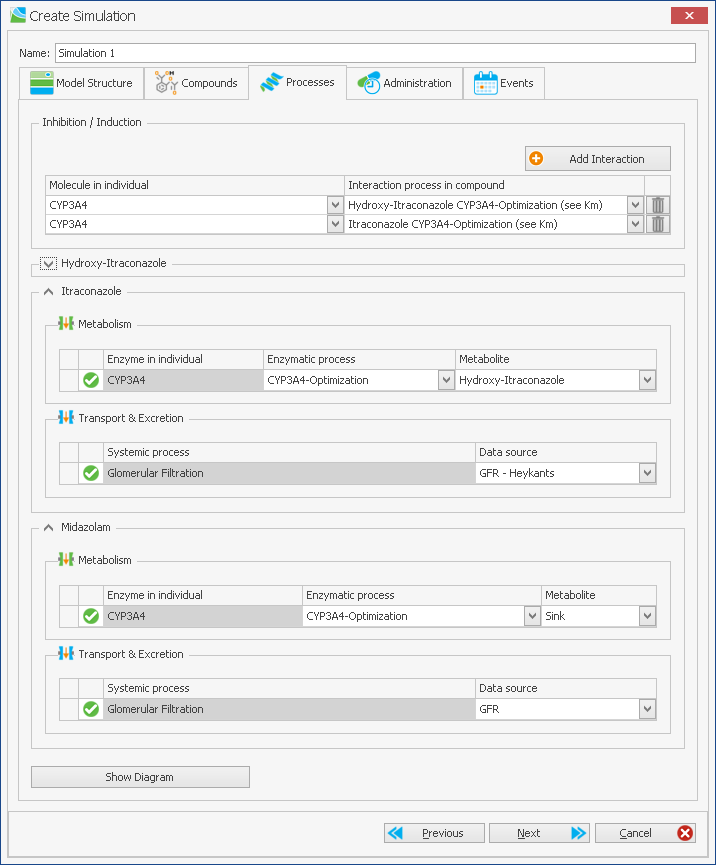 Create Simulation
Name: Simulation 1
Model Structure Compounds Processes Administration Events
Inhibition / Induction
Add Interaction
Molecule in individual Interaction process in compound
CYP3A4 Hydroxy-Itraconazole CYP3A4-Optimization (see Km)
CYP3A4 Itraconazole CYP3A4-Optimization (see Km)
Hydroxy-Itraconazole
Itraconazole
Metabolism
Enzyme in individual Enzymatic process Metabolite
CYP3A4 CYP3A4-Optimization Hydroxy-Itraconazole
Transport & Excretion
Systemic process Data source
Glomerular Filtration GFR - Heykants
Midazolam
Metabolism
Enzyme in individual Enzymatic process Metabolite
CYP3A4 CYP3A4-Optimization Sink
Transport & Excretion
Systemic process Data source
Glomerular Filtration GFR
Show Diagram
Previous Next Cancel